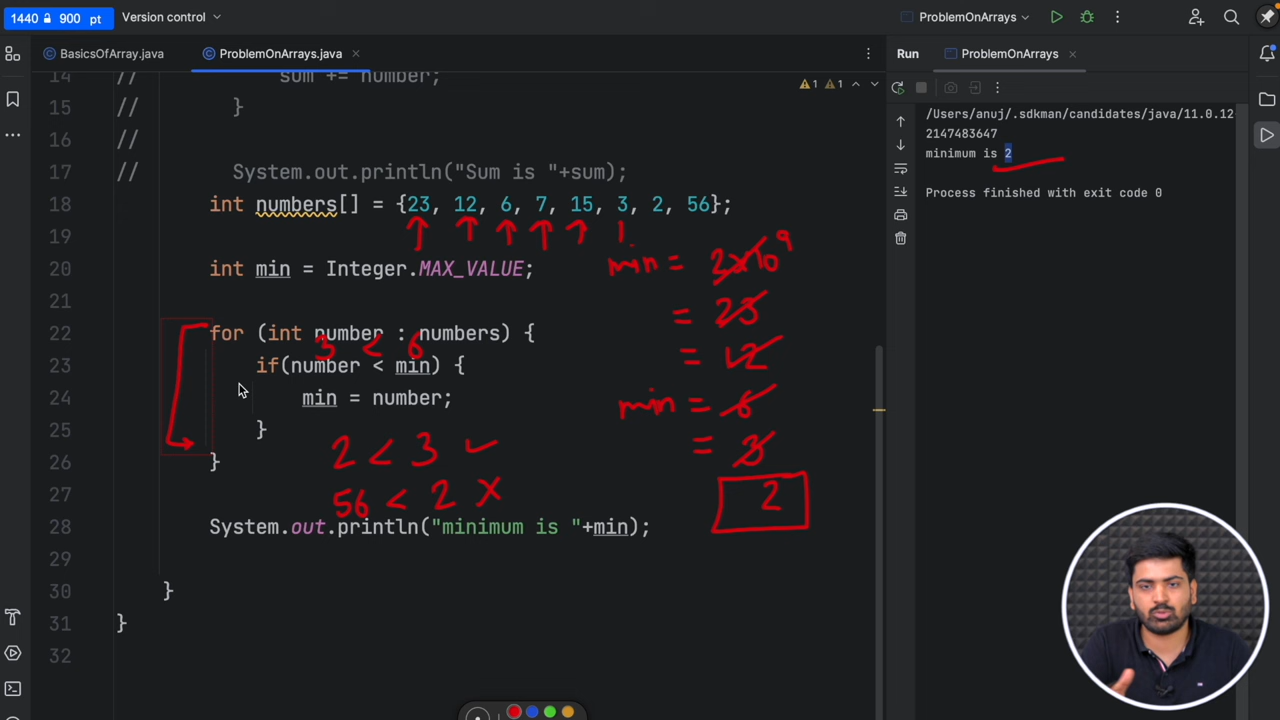 1440 900 pt
Version control
ProblemOnArrays
BasicsOfArray.java
ProblemOnArrays.java
Run
ProblemOnArrays
14 // sum += number;
15 // }
16 //
17 // System.out.println("Sum is "+sum);
18 int numbers[] = {23, 12, 6, 7, 15, 3, 2, 56};
19
20 int min = Integer.MAX_VALUE;
21
22 for (int number : numbers) {
23 if(number < min) {
24 min = number;
25 }
26 }
27
28 System.out.println("minimum is "+min);
29
30 }
31 }
32
1 1
min =
= 23
= 12
min = 6
= 3
2
3 < 6
2 < 3 ✓
56 < 2 X
/Users/anuj/.sdkman/candidates/java/11.0.12
2147483647
minimum is 2
Process finished with exit code 0